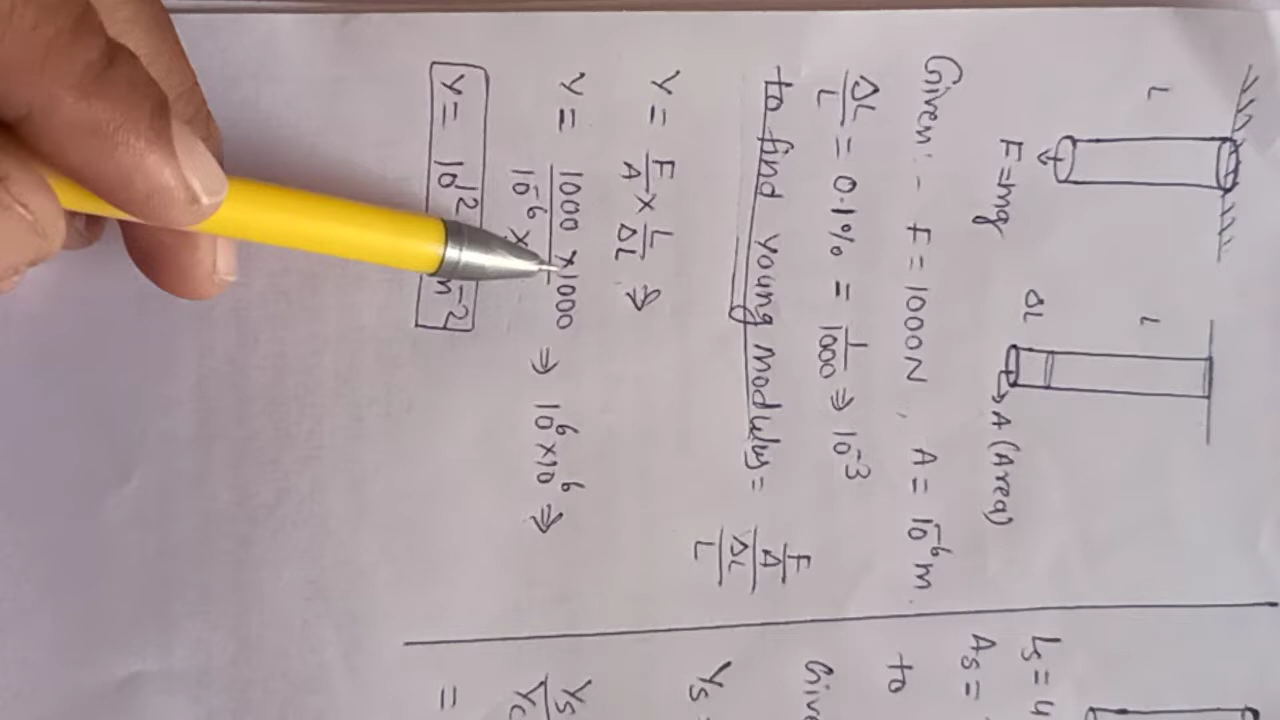 L L
F=mg ΔL → A (Area)
Given:- F = 1000N , A = 10⁻⁶ m.
ΔL/L = 0.1% = 1/1000 ⇒ 10⁻³
to find young modulus = F/A / ΔL/L
Y = F/A × L/ΔL ⇒
Y = 1000 × 1000 / 10⁻⁶ × ⇒ 10⁶ × 10⁶ ⇒
Y = 10¹² m⁻²
Ls = 4
As =
to
Give
Ys =
Ys/Yc
=